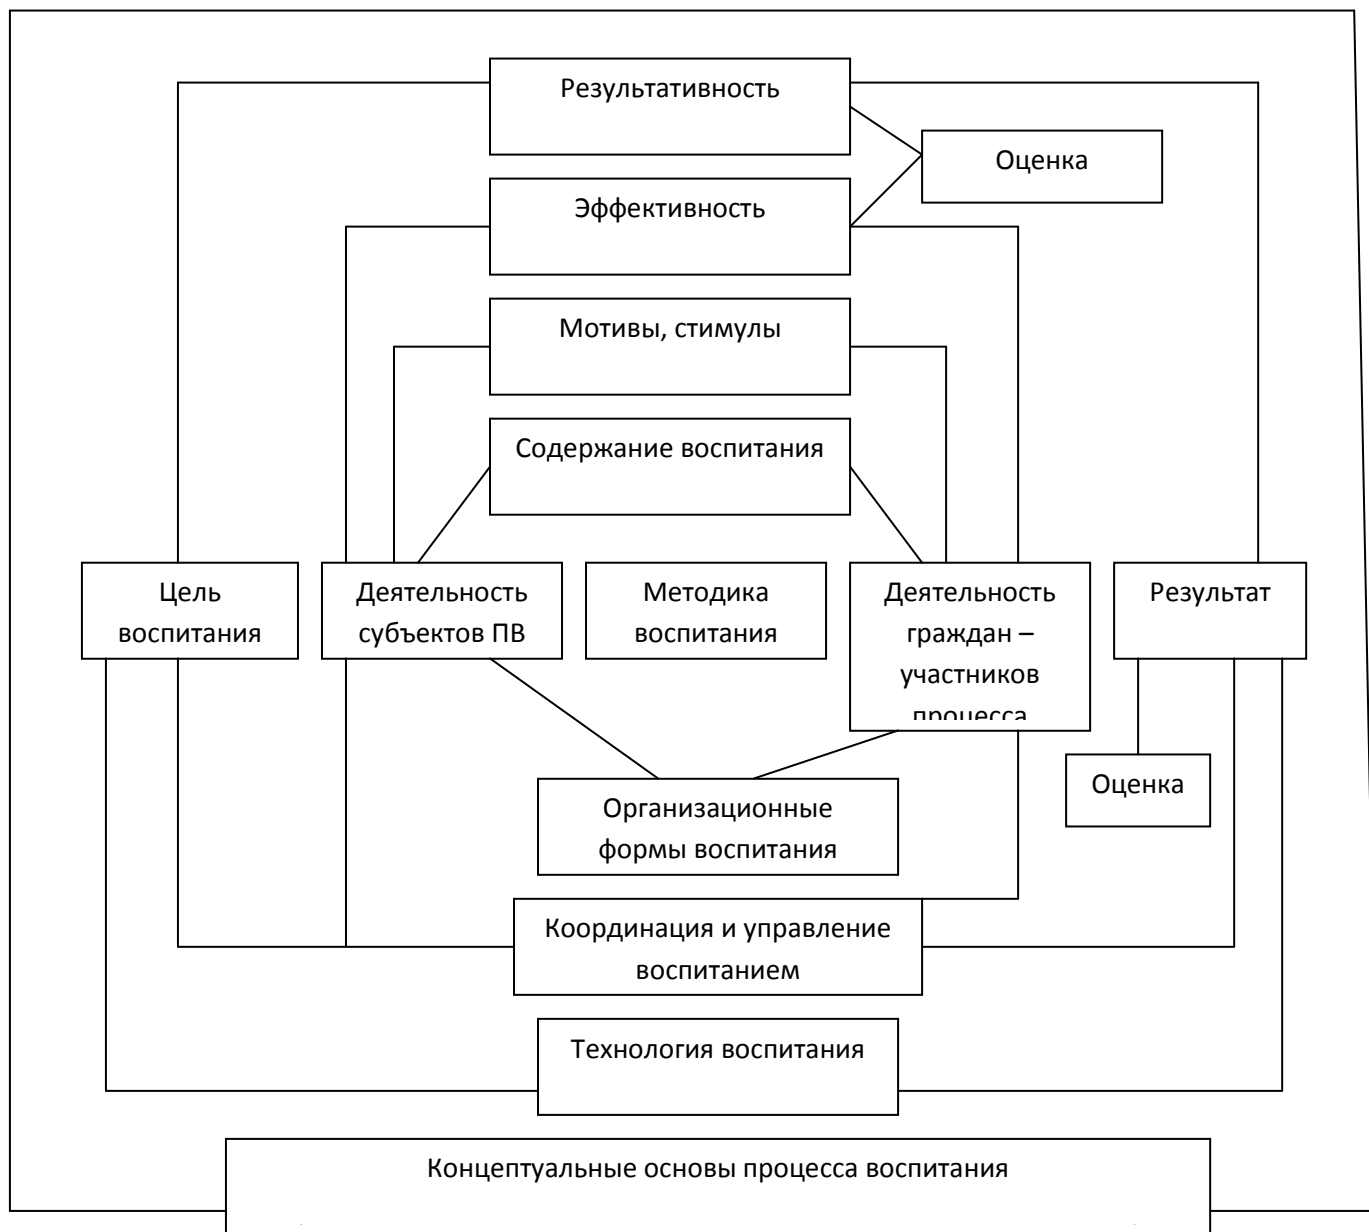 Результативность
Оценка
Эффективность
Мотивы, стимулы
Содержание воспитания
Цель
воспитания
Деятельность
субъектов ПВ
Методика
воспитания
Деятельность
граждан –
участников
процесса
Результат
Оценка
Организационные
формы воспитания
Координация и управление
воспитанием
Технология воспитания
Концептуальные основы процесса воспитания